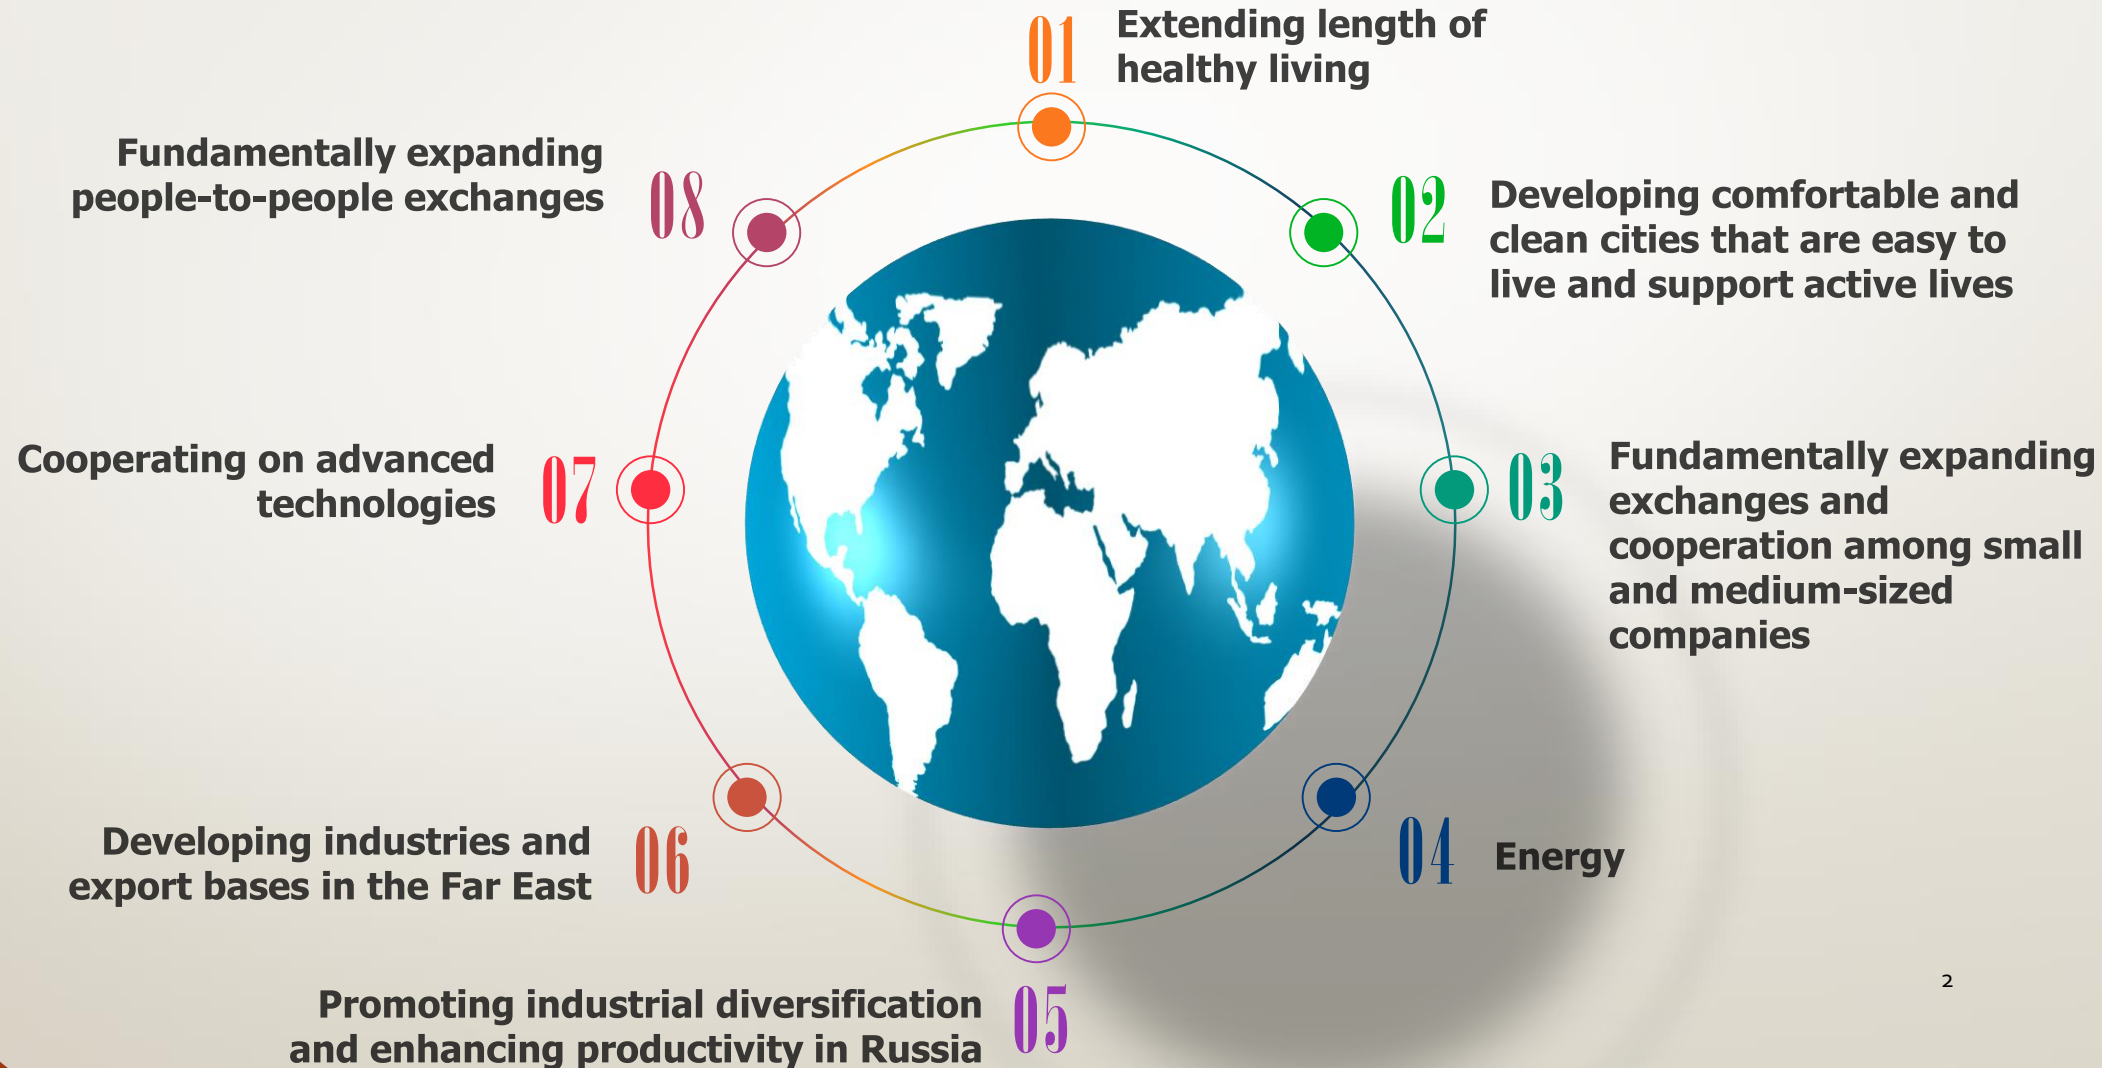 01
Extending length of
healthy living
02
Developing comfortable and
clean cities that are easy to
live and support active lives
03
Fundamentally expanding
exchanges and
cooperation among small
and medium-sized
companies
04
Energy
05
Promoting industrial diversification
and enhancing productivity in Russia
06
Developing industries and
export bases in the Far East
07
Cooperating on advanced
technologies
08
Fundamentally expanding
people-to-people exchanges
2